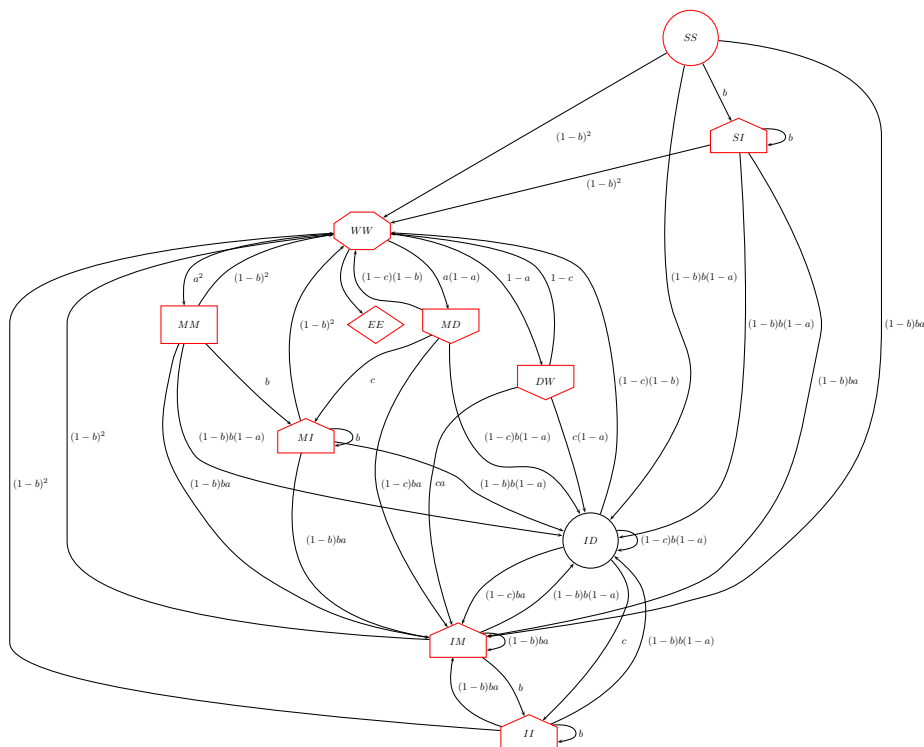 SS
b
SI
b
(1−b)²
(1−b)²
WW
a²
(1−b)²
(1−c)(1−b)
a(1−a)
1−a
1−c
(1−b)b(1−a)
MM
EE
MD
(1−b)²
(1−b)b(1−a)
(1−b)ba
b
c
DW
(1−c)(1−b)
(1−b)ba
MI
b
(1−b)²
(1−b)b(1−a)
(1−c)b(1−a)
c(1−a)
(1−b)²
(1−b)ba
(1−c)ba
ca
(1−b)b(1−a)
(1−b)ba
ID
(1−c)b(1−a)
(1−c)ba
(1−b)b(1−a)
IM
(1−b)ba
c
(1−b)b(1−a)
(1−b)ba
b
II
b